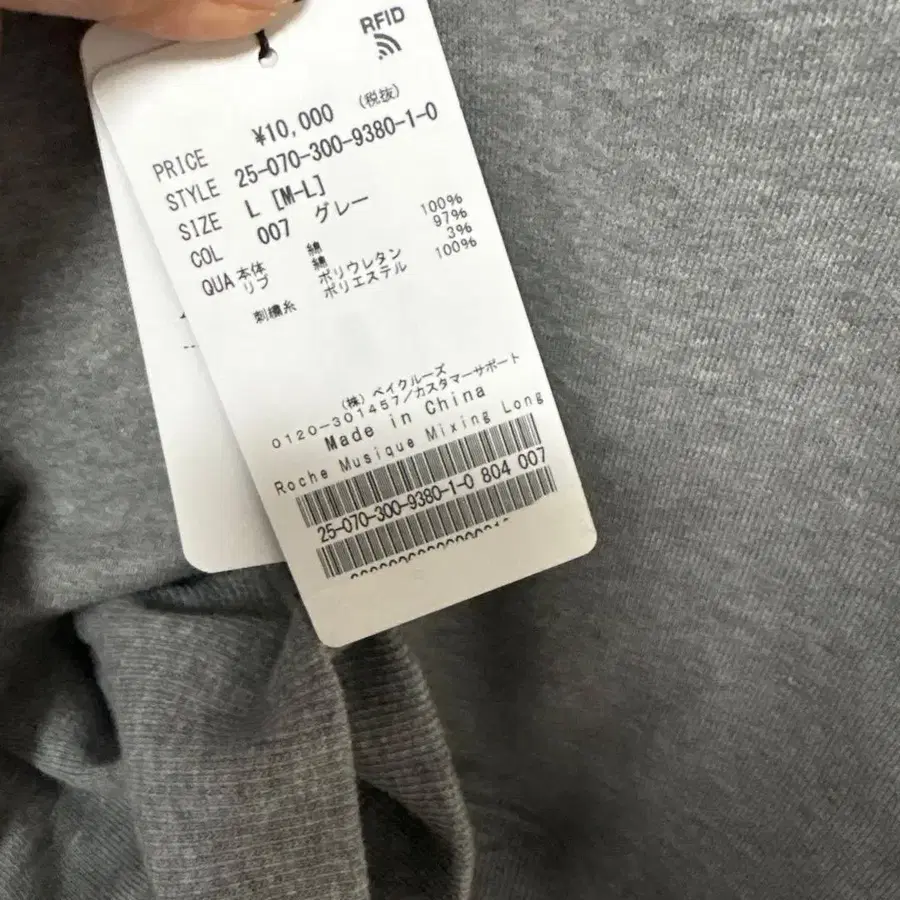 RFID
PRICE ¥10,000 (税抜)
STYLE 25-070-300-9380-1-0
SIZE L [M-L]
COL 007 グレー
QUA 本体 綿 100%
リブ 綿 97%
ポリウレタン 3%
刺繍糸 ポリエステル 100%
(株) ベイクルーズ
0120-301457/カスタマーサポート
Made in China
Roche Musique Mixing Long
25-070-300-9380-1-0 804 007